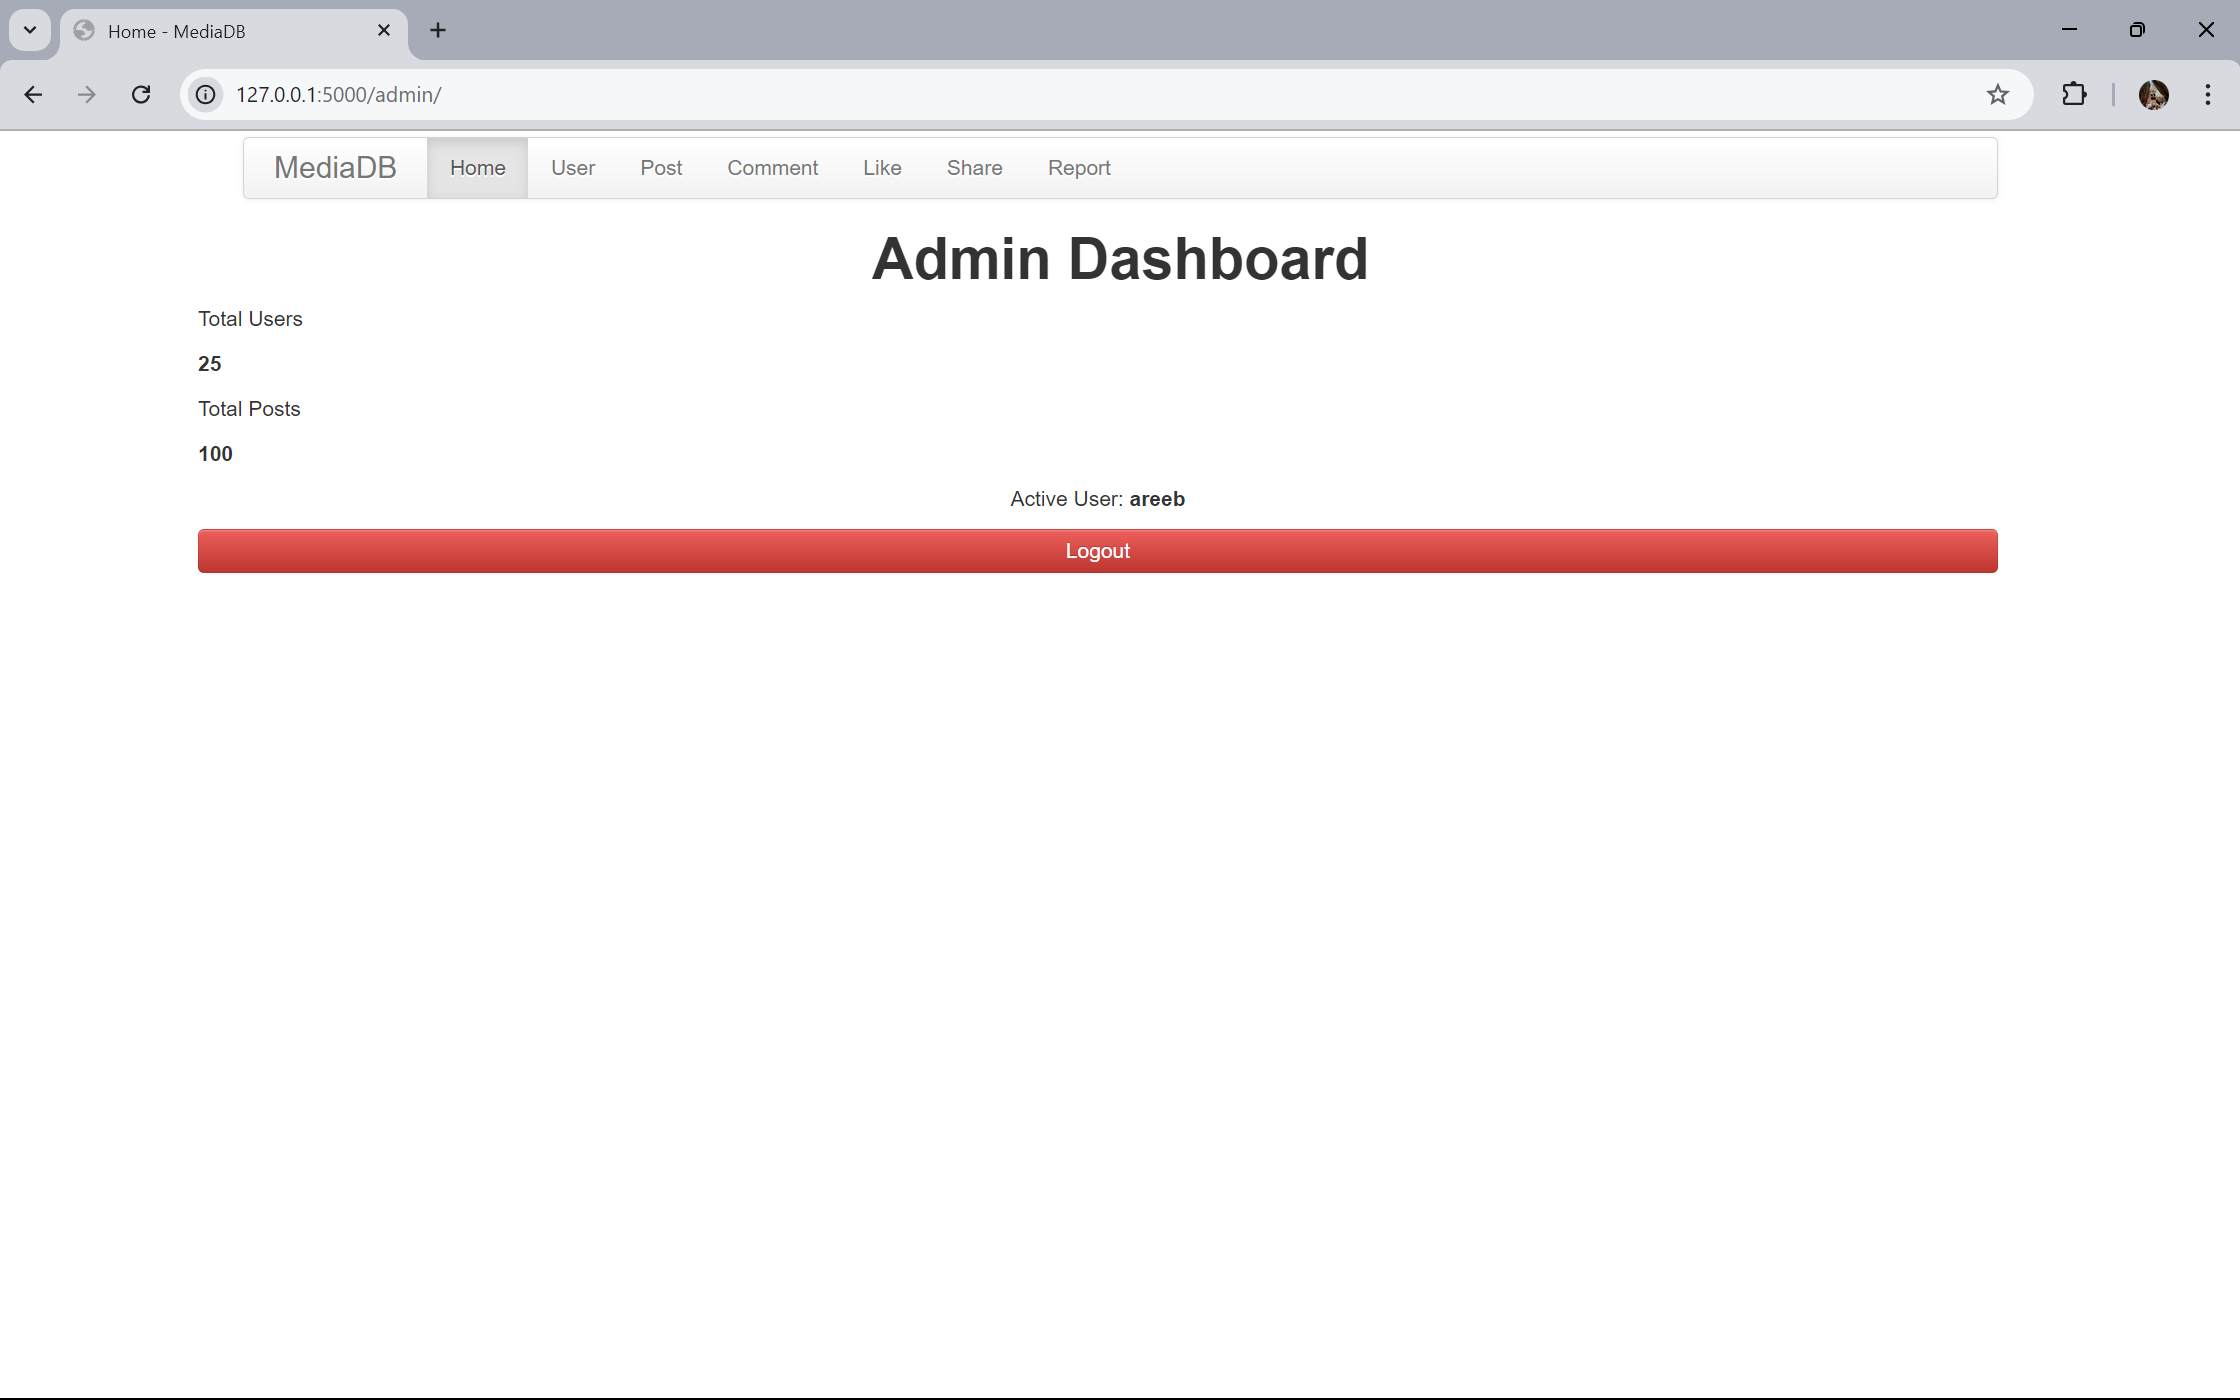 Home - MediaDB
127.0.0.1:5000/admin/
MediaDB Home User Post Comment Like Share Report
Admin Dashboard
Total Users
25
Total Posts
100
Active User: areeb
Logout